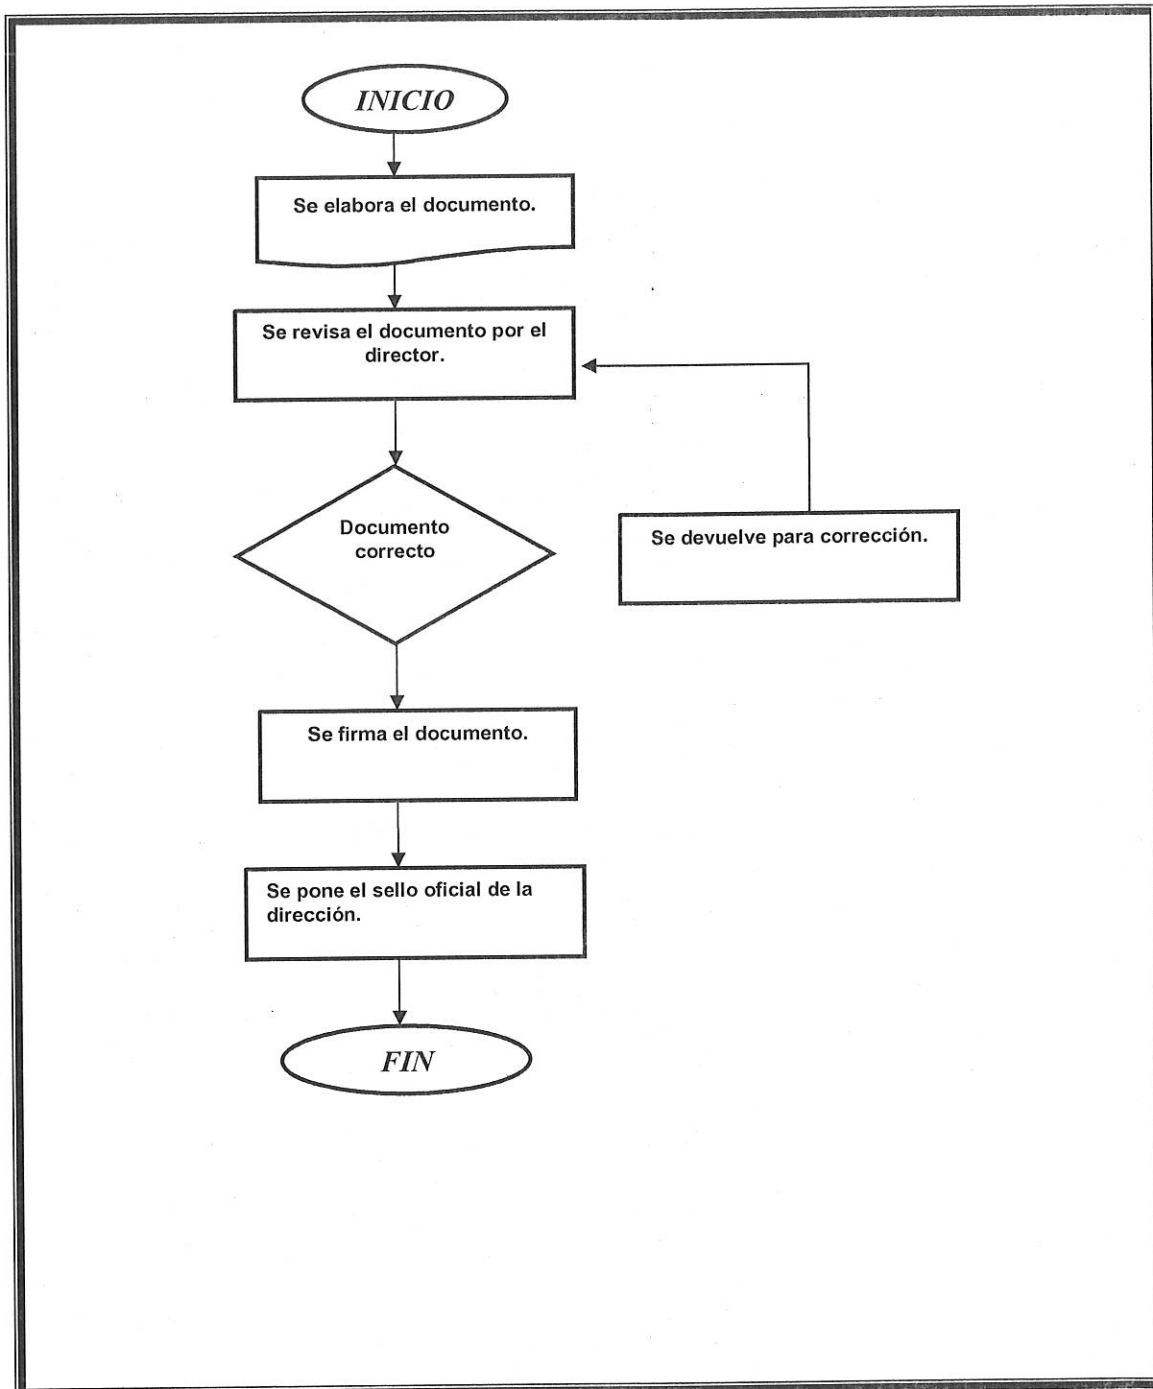 INICIO
Se elabora el documento.
Se revisa el documento por el
director.
Documento
correcto
Se devuelve para corrección.
Se firma el documento.
Se pone el sello oficial de la
dirección.
FIN